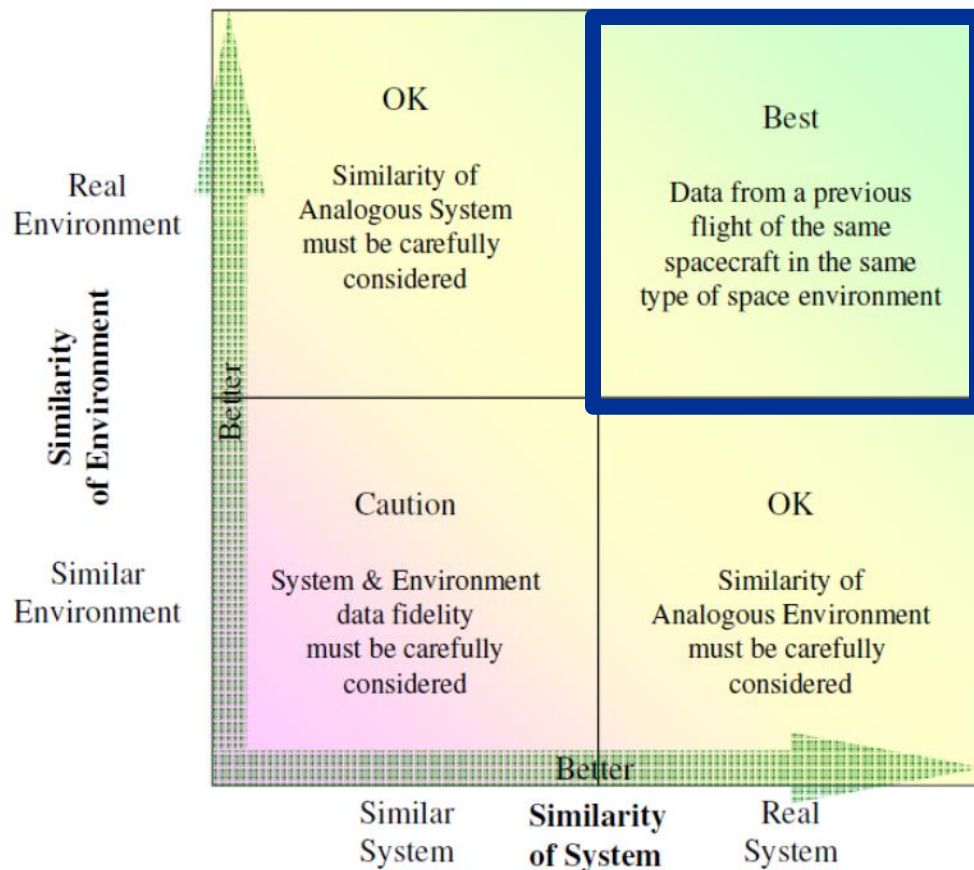 OK
Similarity of
Analogous System
must be carefully
considered
Best
Data from a previous
flight of the same
spacecraft in the same
type of space environment
Real
Environment
Similarity
of Environment
Better
Similar
Environment
Caution
System & Environment
data fidelity
must be carefully
considered
OK
Similarity of
Analogous Environment
must be carefully
considered
Better
Similar
System
Similarity
of System
Real
System